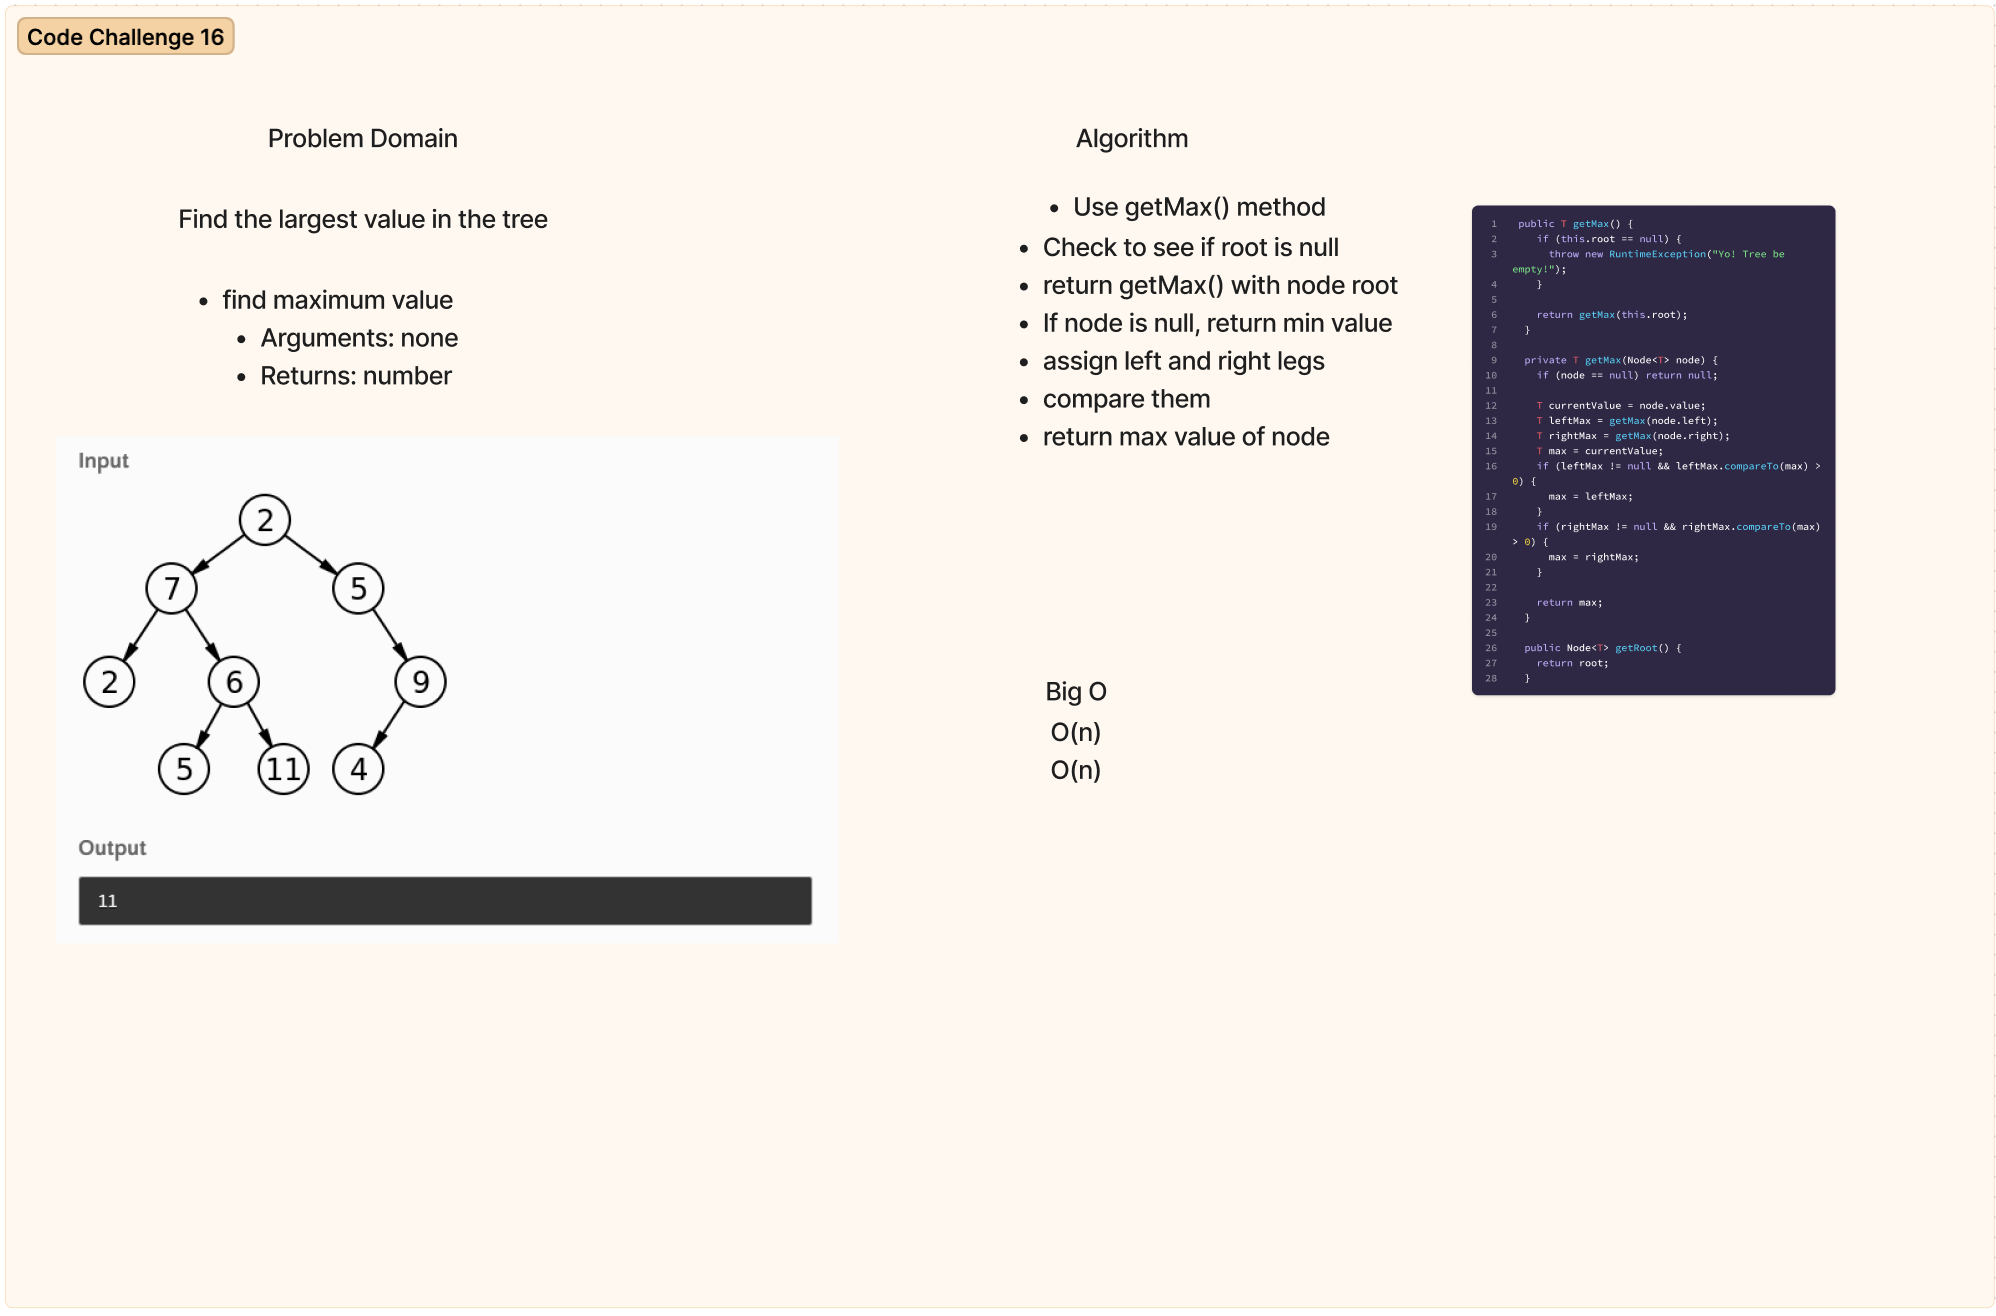 Code Challenge 16
Problem Domain
Find the largest value in the tree
• find maximum value
• Arguments: none
• Returns: number
Input
2
7
5
2
6
9
5
11
4
Output
11
Algorithm
• Use getMax() method
• Check to see if root is null
• return getMax() with node root
• If node is null, return min value
• assign left and right legs
• compare them
• return max value of node
Big O
O(n)
O(n)
1 public T getMax() {
2 if (this.root == null) {
3 throw new RuntimeException("Yo! Tree be
empty!");
4 }
5
6 return getMax(this.root);
7 }
8
9 private T getMax(Node<T> node) {
10 if (node == null) return null;
11
12 T currentValue = node.value;
13 T leftMax = getMax(node.left);
14 T rightMax = getMax(node.right);
15 T max = currentValue;
16 if (leftMax != null && leftMax.compareTo(max) >
0) {
17 max = leftMax;
18 }
19 if (rightMax != null && rightMax.compareTo(max)
> 0) {
20 max = rightMax;
21 }
22
23 return max;
24 }
25
26 public Node<T> getRoot() {
27 return root;
28 }